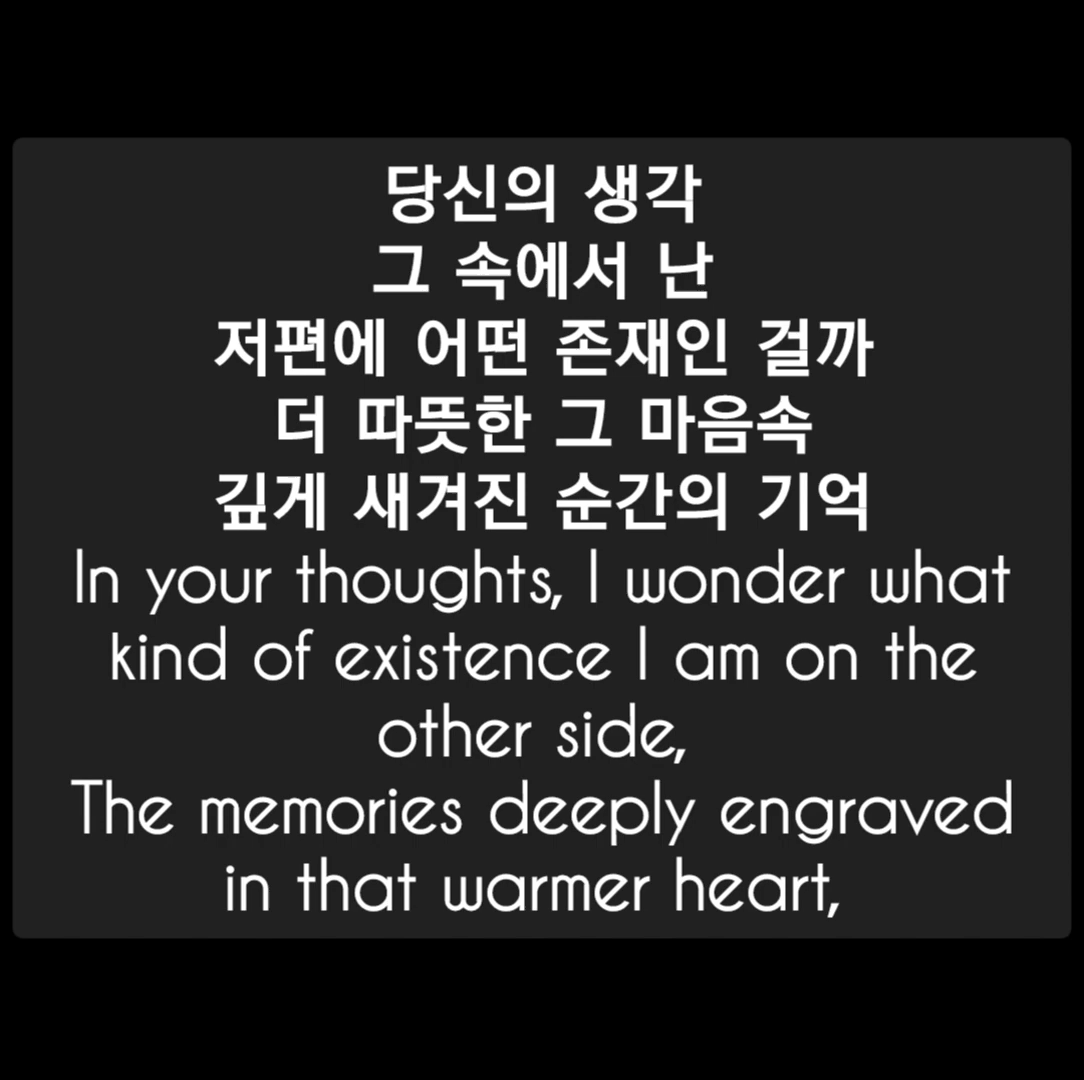 당신의 생각
그 속에서 난
저편에 어떤 존재인 걸까
더 따뜻한 그 마음속
깊게 새겨진 순간의 기억
In your thoughts, I wonder what
kind of existence I am on the
other side,
The memories deeply engraved
in that warmer heart,